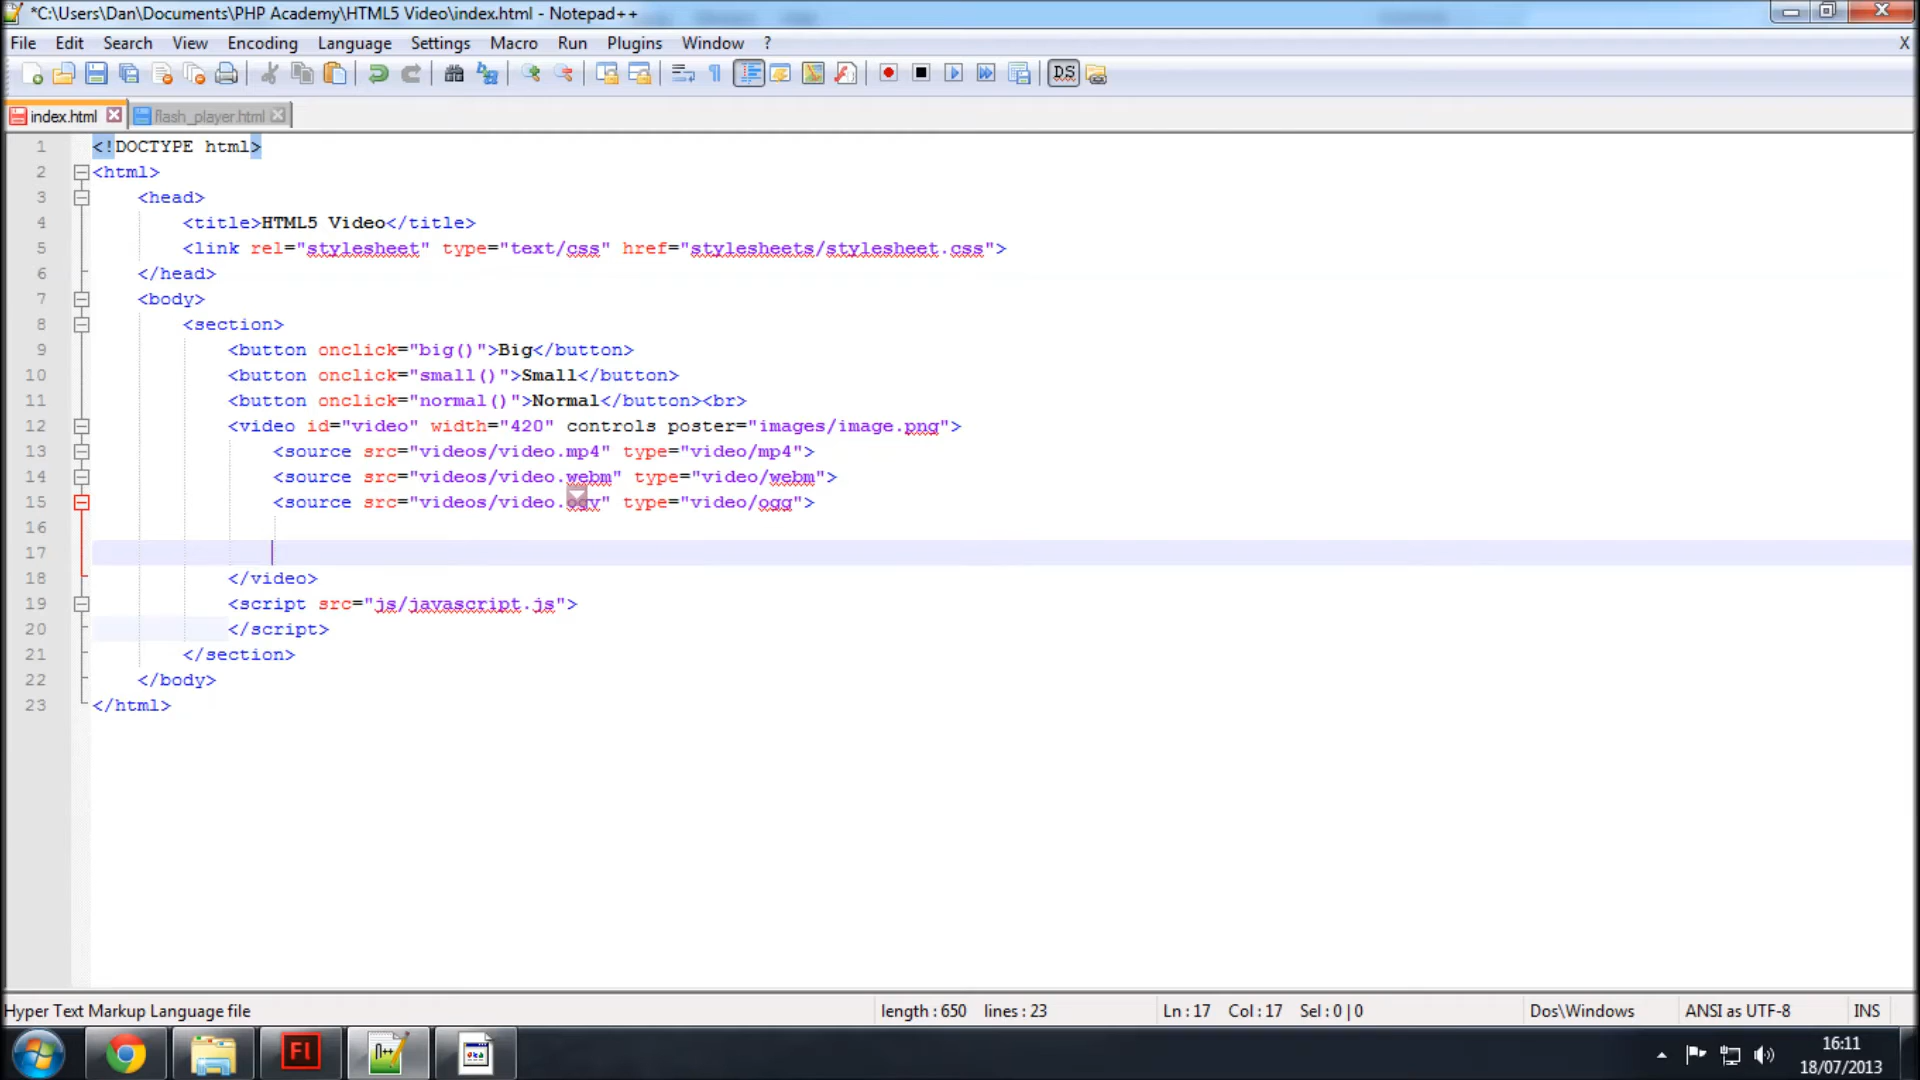 *C:\Users\Dan\Documents\PHP Academy\HTML5 Video\index.html - Notepad++
File Edit Search View Encoding Language Settings Macro Run Plugins Window ? X
DS
index.html flash_player.html
1 <!DOCTYPE html>
2 <html>
3 <head>
4 <title>HTML5 Video</title>
5 <link rel="stylesheet" type="text/css" href="stylesheets/stylesheet.css">
6 </head>
7 <body>
8 <section>
9 <button onclick="big()">Big</button>
10 <button onclick="small()">Small</button>
11 <button onclick="normal()">Normal</button><br>
12 <video id="video" width="420" controls poster="images/image.png">
13 <source src="videos/video.mp4" type="video/mp4">
14 <source src="videos/video.webm" type="video/webm">
15 <source src="videos/video.ogv" type="video/ogg">
16
17
18 </video>
19 <script src="js/javascript.js">
20 </script>
21 </section>
22 </body>
23 </html>
Hyper Text Markup Language file length : 650 lines : 23 Ln : 17 Col : 17 Sel : 0 | 0 Dos\Windows ANSI as UTF-8 INS
Fl
16:11
18/07/2013